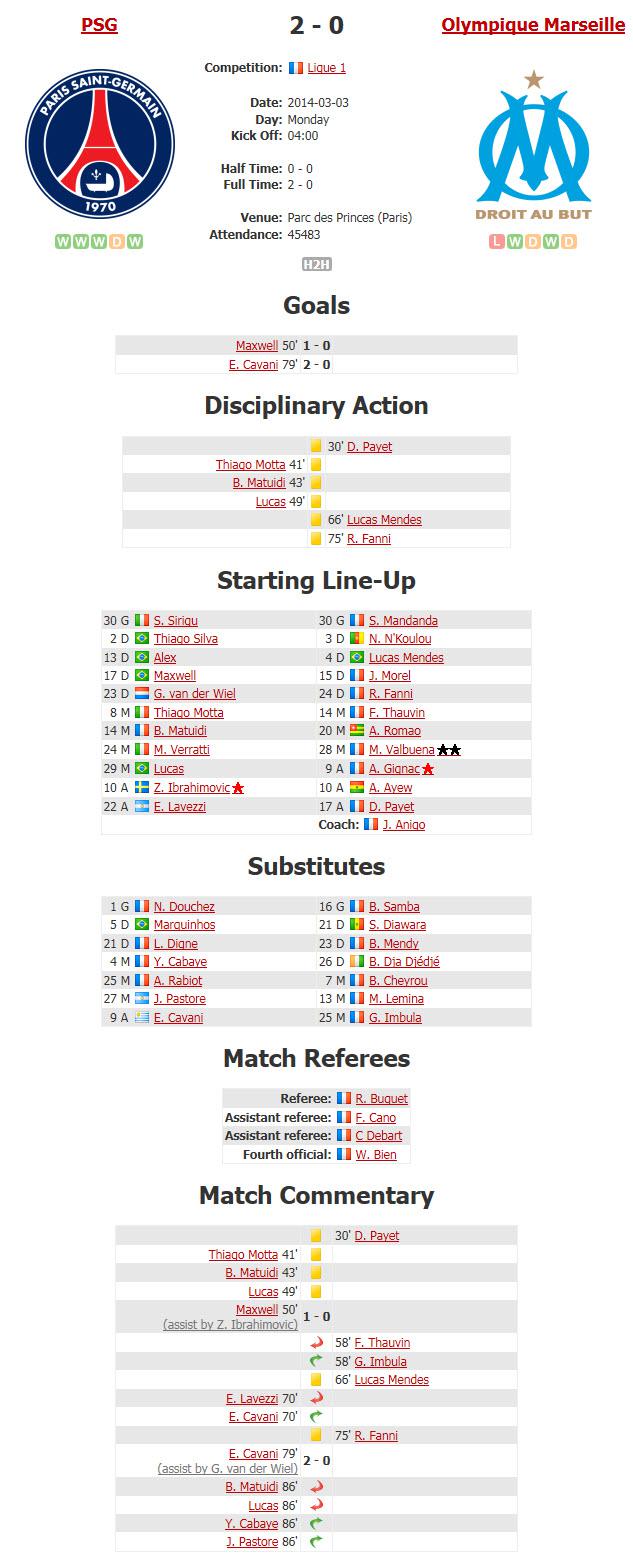 PSG 2 - 0 Olympique Marseille
Competition: Ligue 1
PARIS SAINT-GERMAIN
1970
Date: 2014-03-03
Day: Monday
Kick Off: 04:00
Half Time: 0 - 0
Full Time: 2 - 0
DROIT AU BUT
Venue: Parc des Princes (Paris)
Attendance: 45483
W W W D W
L W D W D
H2H
Goals
Maxwell 50' 1 - 0
E. Cavani 79' 2 - 0
Disciplinary Action
30' D. Payet
Thiago Motta 41'
B. Matuidi 43'
Lucas 49'
66' Lucas Mendes
75' R. Fanni
Starting Line-Up
30 G S. Sirigu 30 G S. Mandanda
2 D Thiago Silva 3 D N. N'Koulou
13 D Alex 4 D Lucas Mendes
17 D Maxwell 15 D J. Morel
23 D G. van der Wiel 24 D R. Fanni
8 M Thiago Motta 14 M F. Thauvin
14 M B. Matuidi 20 M A. Romao
24 M M. Verratti 28 M M. Valbuena
29 M Lucas 9 A A. Gignac
10 A Z. Ibrahimovic 10 A A. Ayew
22 A E. Lavezzi 17 A D. Payet
Coach: J. Anigo
Substitutes
1 G N. Douchez 16 G B. Samba
5 D Marquinhos 21 D S. Diawara
21 D L. Digne 23 D B. Mendy
4 M Y. Cabaye 26 D B. Dja Djédjé
25 M A. Rabiot 7 M B. Cheyrou
27 M J. Pastore 13 M M. Lemina
9 A E. Cavani 25 M G. Imbula
Match Referees
Referee: R. Buquet
Assistant referee: F. Cano
Assistant referee: C Debart
Fourth official: W. Bien
Match Commentary
30' D. Payet
Thiago Motta 41'
B. Matuidi 43'
Lucas 49'
Maxwell 50' 1 - 0
(assist by Z. Ibrahimovic)
58' F. Thauvin
58' G. Imbula
66' Lucas Mendes
E. Lavezzi 70'
E. Cavani 70'
75' R. Fanni
E. Cavani 79' 2 - 0
(assist by G. van der Wiel)
B. Matuidi 86'
Lucas 86'
Y. Cabaye 86'
J. Pastore 86'